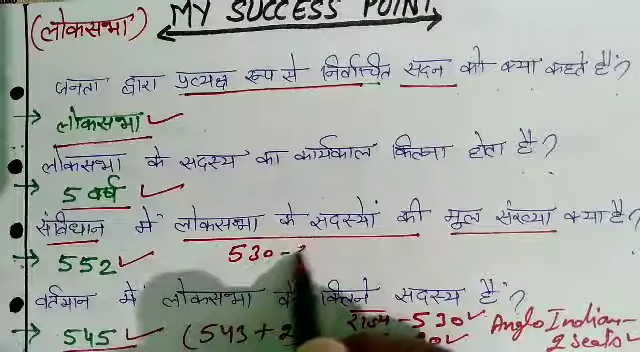 MY SUCCESS POINT
(लोकसभा)
जनता द्वारा प्रत्यक्ष रूप से निर्वाचित सदन को क्या कहते है?
→ लोकसभा
लोकसभा के सदस्य का कार्यकाल कितना होता है?
→ 5 वर्ष
संविधान में लोकसभा के सदस्यों की मूल संख्या क्या है?
→ 552 530 -
वर्तमान में लोकसभा के कितने सदस्य है?
→ 545 (543 + 2 राज्य - 530 Anglo Indian -
2 seats